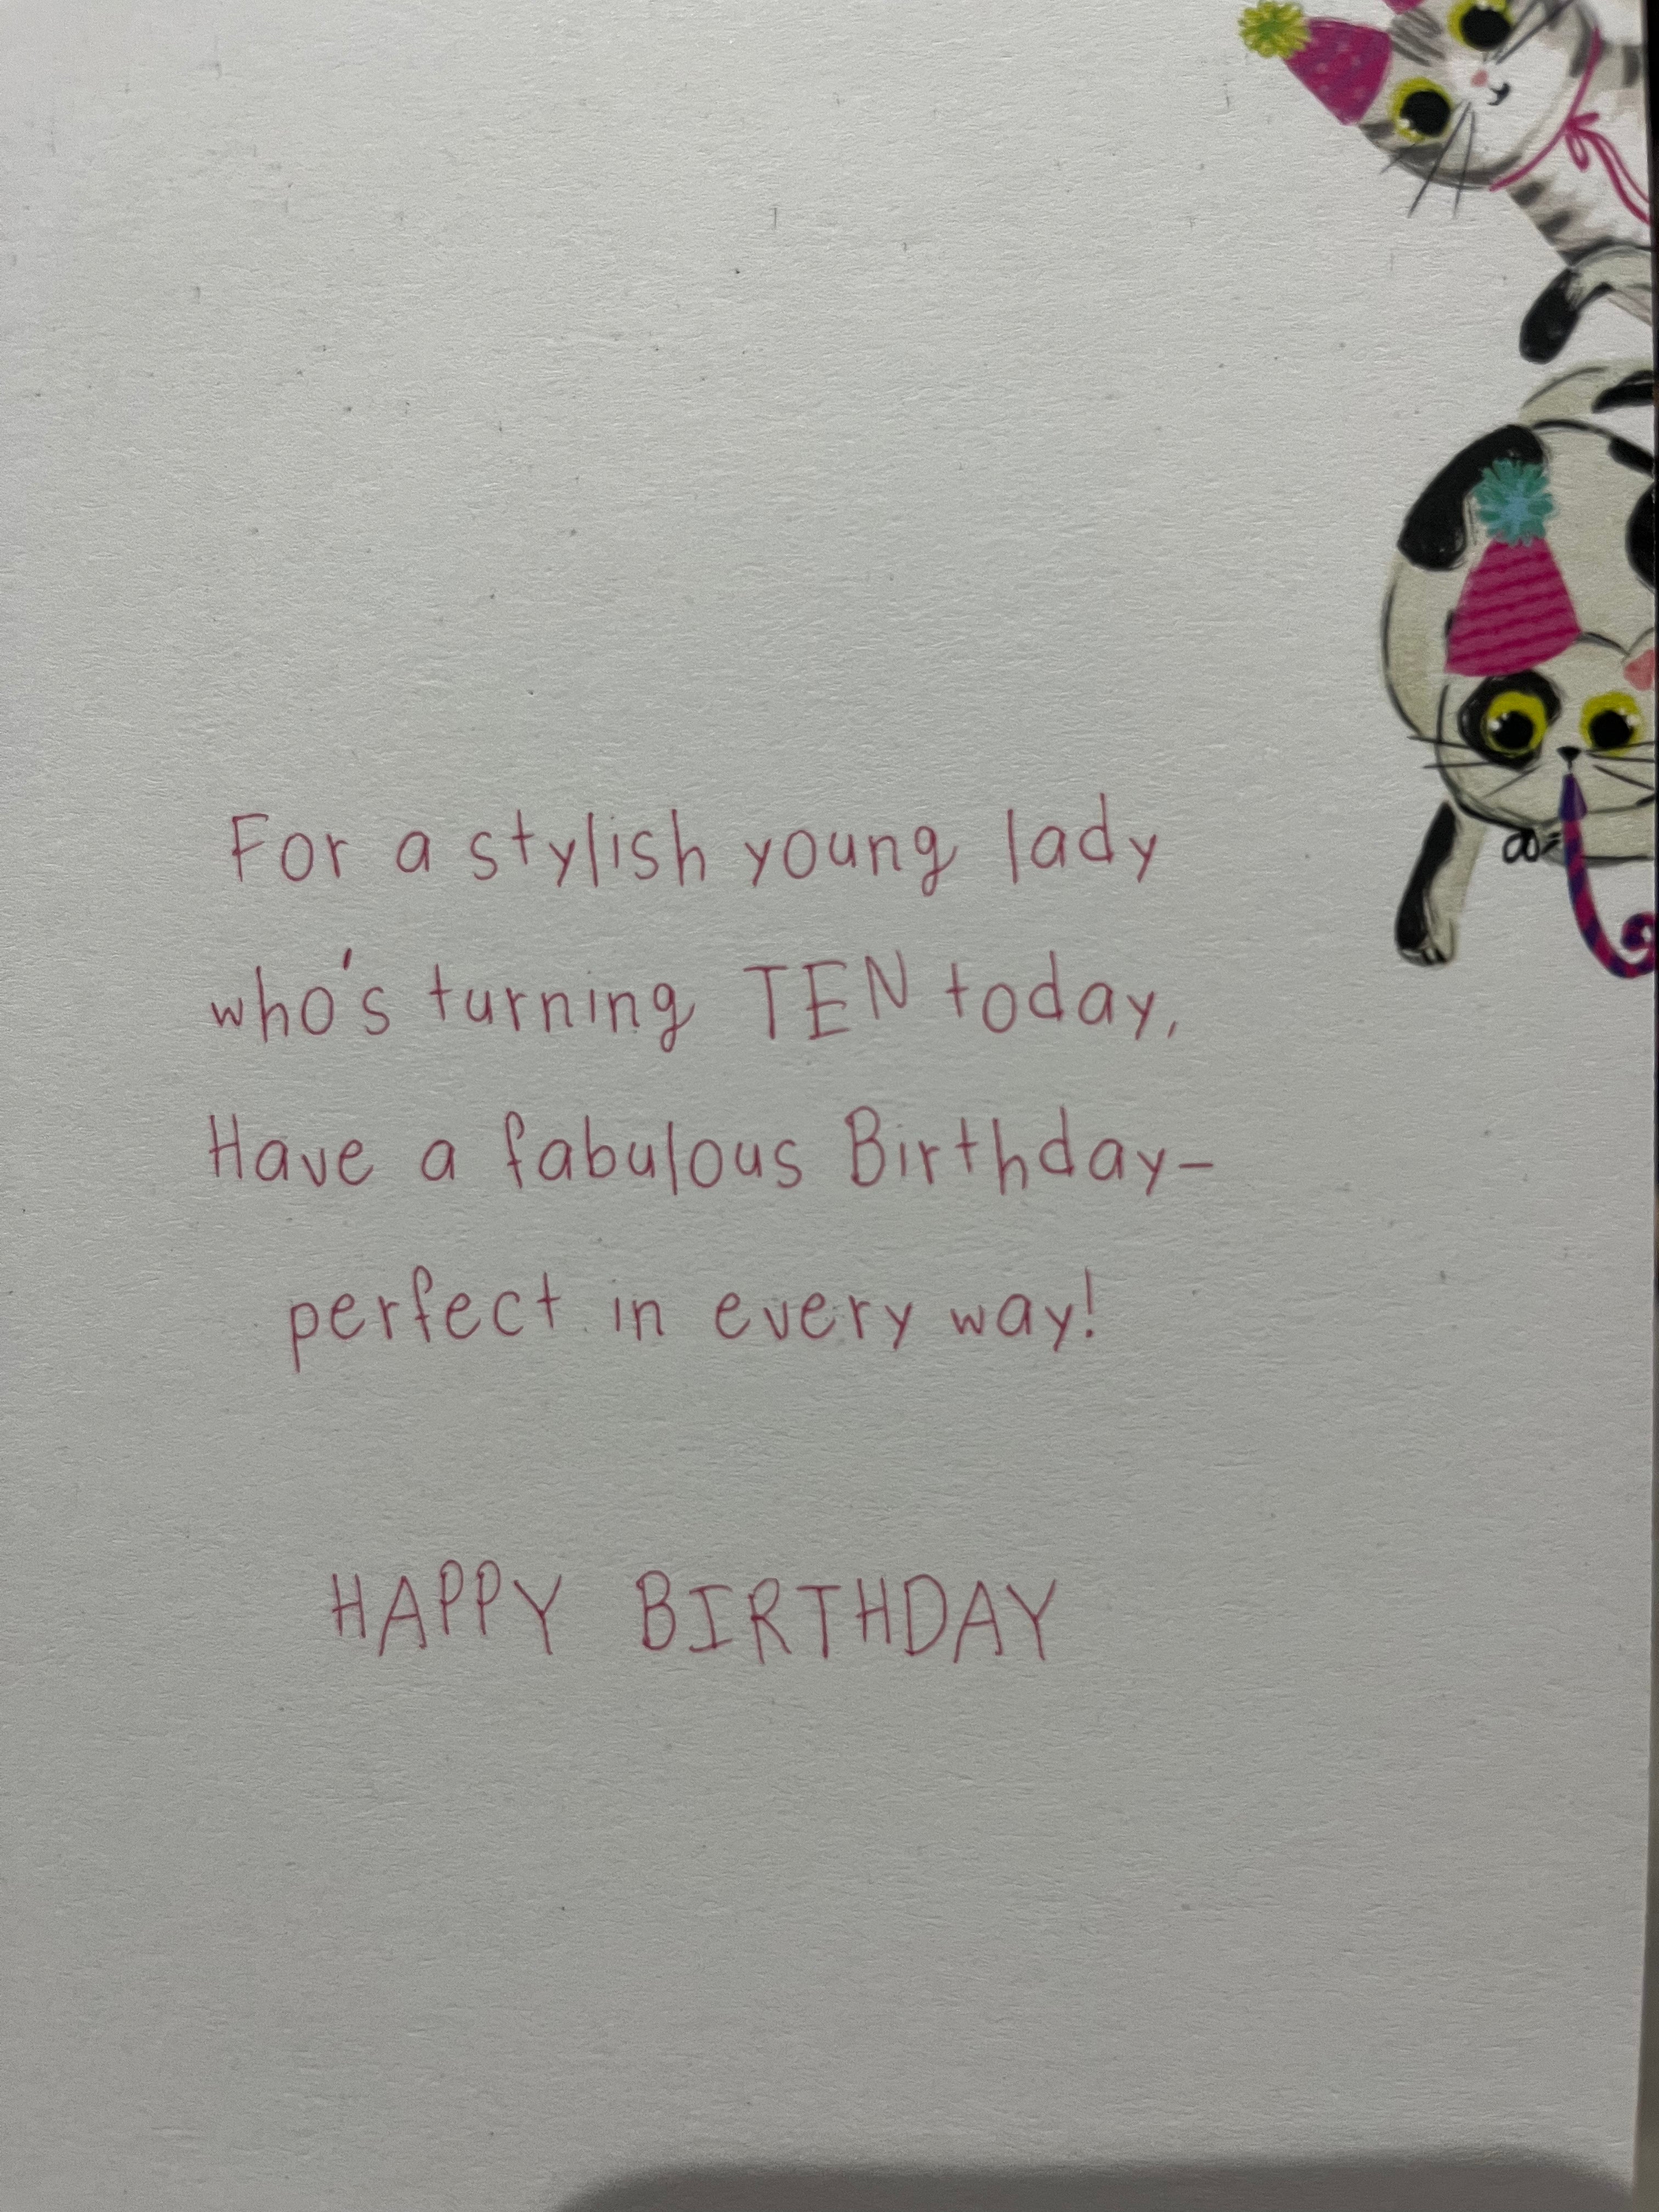 For a stylish young lady
who's turning TEN today,
Have a fabulous Birthday-
perfect in every way!
HAPPY BIRTHDAY